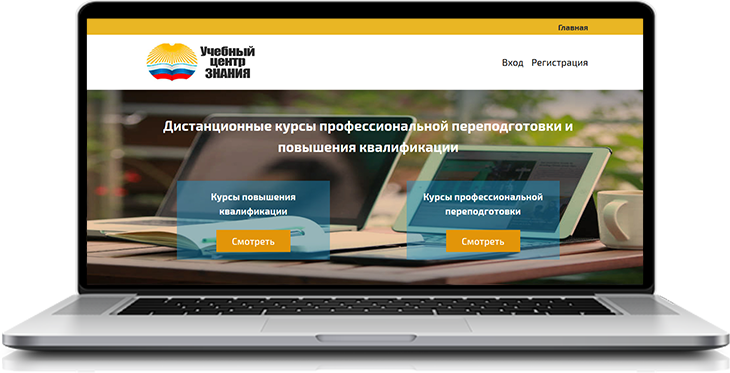 Главная
Учебный
центр
ЗНАНИЯ
Вход Регистрация
Дистанционные курсы профессиональной переподготовки и
повышения квалификации
Курсы повышения
квалификации
Смотреть
Курсы профессиональной
переподготовки
Смотреть